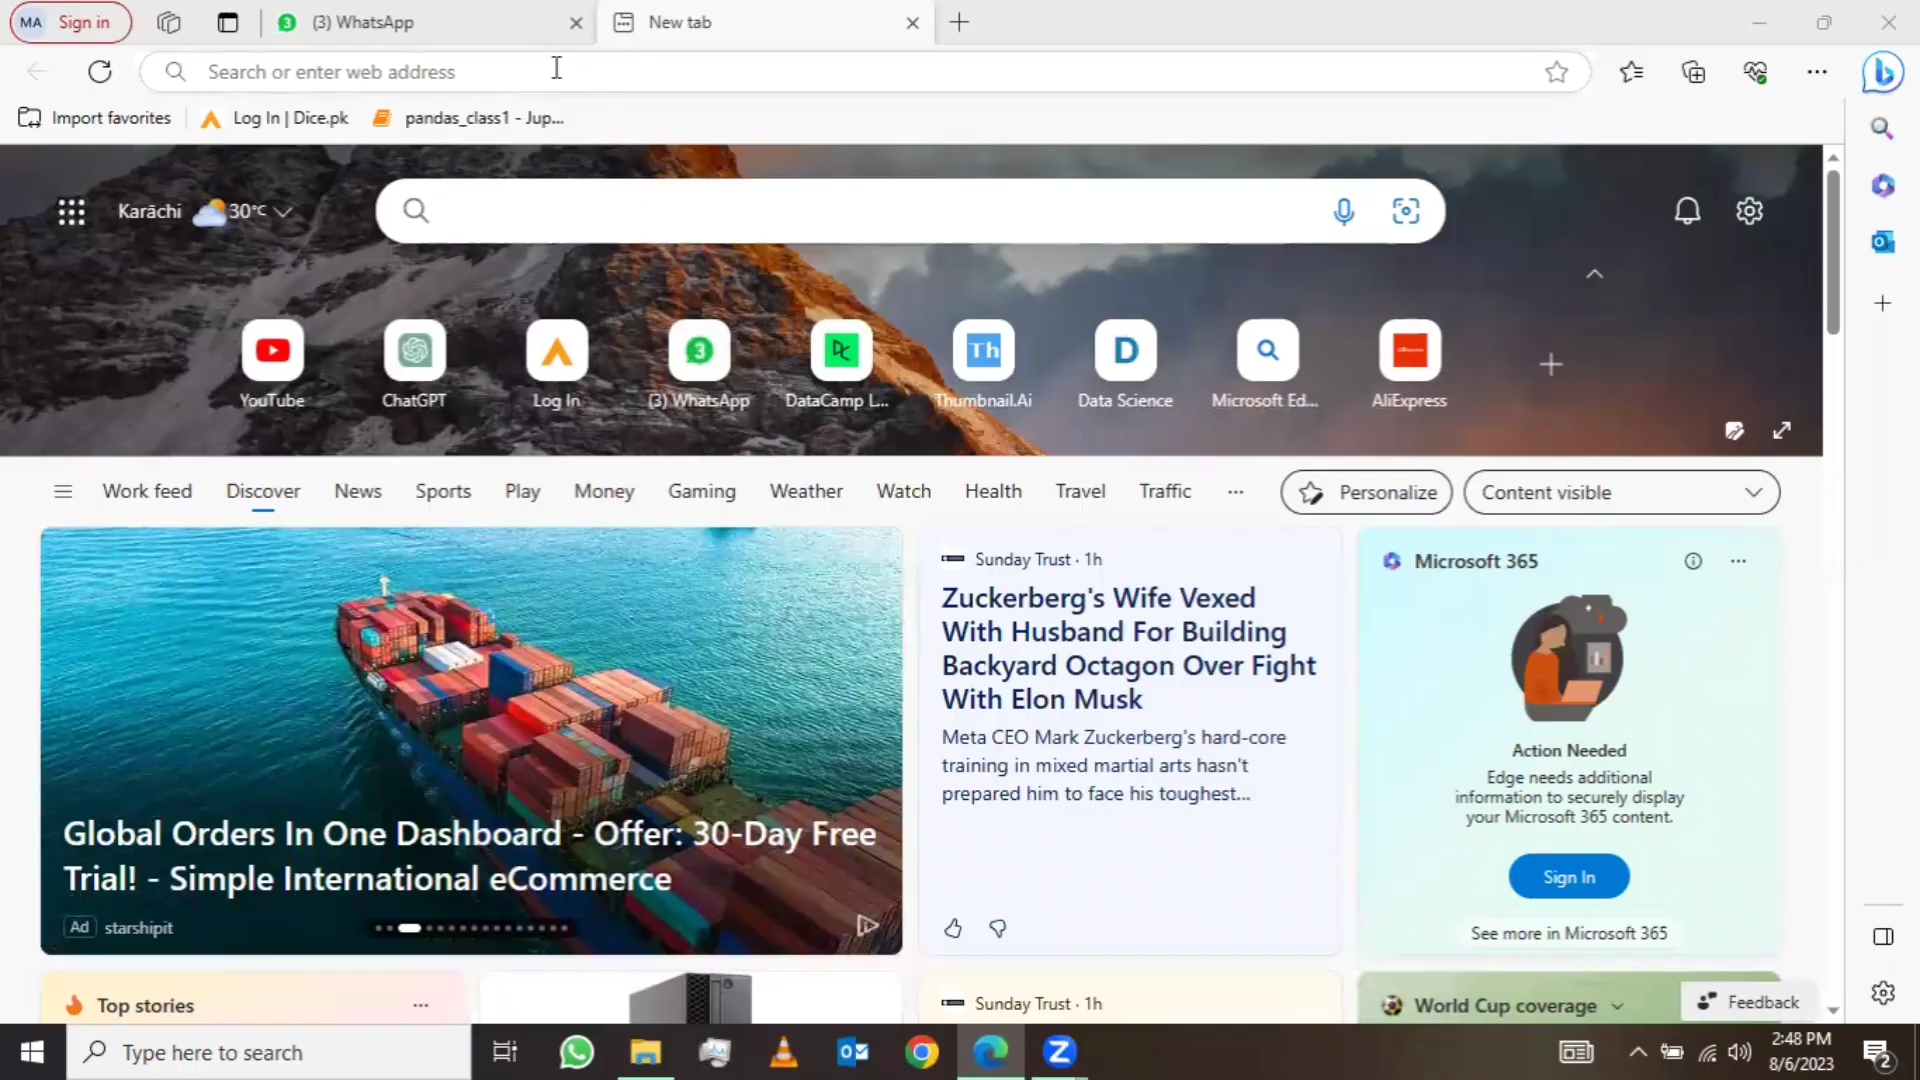 MA Sign in
3 (3) WhatsApp
New tab
Search or enter web address
Import favorites
Log In | Dice.pk
pandas_class1 - Jup...
Karāchi 30°C
YouTube
ChatGPT
Log In
3
(3) WhatsApp
DataCamp L...
Th
Thumbnail.Ai
D
Data Science
Microsoft Ed...
AliExpress
Work feed
Discover
News
Sports
Play
Money
Gaming
Weather
Watch
Health
Travel
Traffic
Personalize
Content visible
Global Orders In One Dashboard - Offer: 30-Day Free
Trial! - Simple International eCommerce
Ad starshipit
Sunday Trust · 1h
Zuckerberg's Wife Vexed
With Husband For Building
Backyard Octagon Over Fight
With Elon Musk
Meta CEO Mark Zuckerberg's hard-core
training in mixed martial arts hasn't
prepared him to face his toughest...
Microsoft 365
Action Needed
Edge needs additional
information to securely display
your Microsoft 365 content.
Sign In
See more in Microsoft 365
Top stories
Sunday Trust · 1h
World Cup coverage
Feedback
Type here to search
2:48 PM
8/6/2023
2